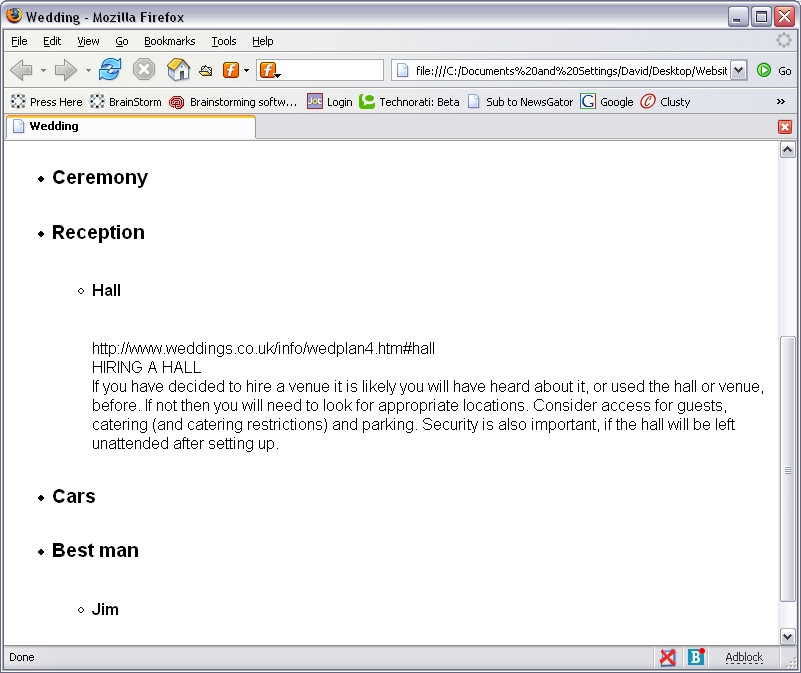 Wedding - Mozilla Firefox
File Edit View Go Bookmarks Tools Help
file:///C:/Documents%20and%20Settings/David/Desktop/Websit Go
Press Here BrainStorm Brainstorming softw... Jot Login Technorati: Beta Sub to NewsGator G Google Clusty »
Wedding
Ceremony
Reception
Hall
http://www.weddings.co.uk/info/wedplan4.htm#hall
HIRING A HALL
If you have decided to hire a venue it is likely you will have heard about it, or used the hall or venue,
before. If not then you will need to look for appropriate locations. Consider access for guests,
catering (and catering restrictions) and parking. Security is also important, if the hall will be left
unattended after setting up.
Cars
Best man
Jim
Done B Adblock